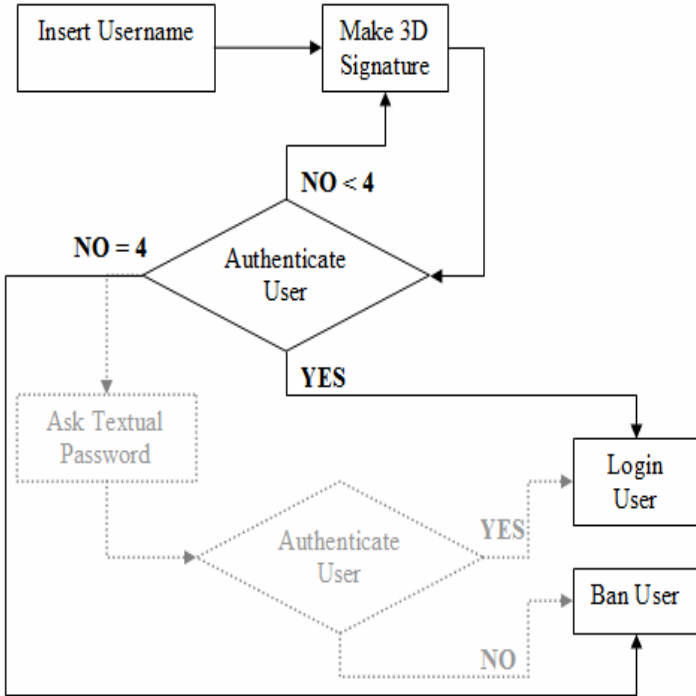 Insert Username
Make 3D
Signature
NO < 4
NO = 4
Authenticate
User
YES
Ask Textual
Password
Login
User
Authenticate
User
YES
Ban User
NO